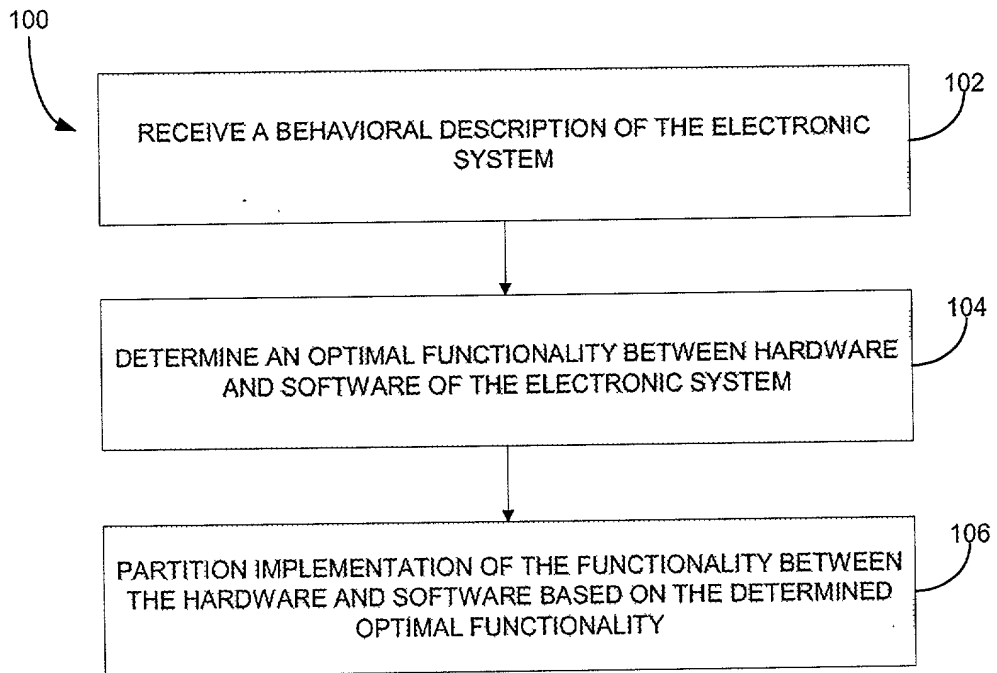 100
102
RECEIVE A BEHAVIORAL DESCRIPTION OF THE ELECTRONIC
SYSTEM
104
DETERMINE AN OPTIMAL FUNCTIONALITY BETWEEN HARDWARE
AND SOFTWARE OF THE ELECTRONIC SYSTEM
106
PARTITION IMPLEMENTATION OF THE FUNCTIONALITY BETWEEN
THE HARDWARE AND SOFTWARE BASED ON THE DETERMINED
OPTIMAL FUNCTIONALITY